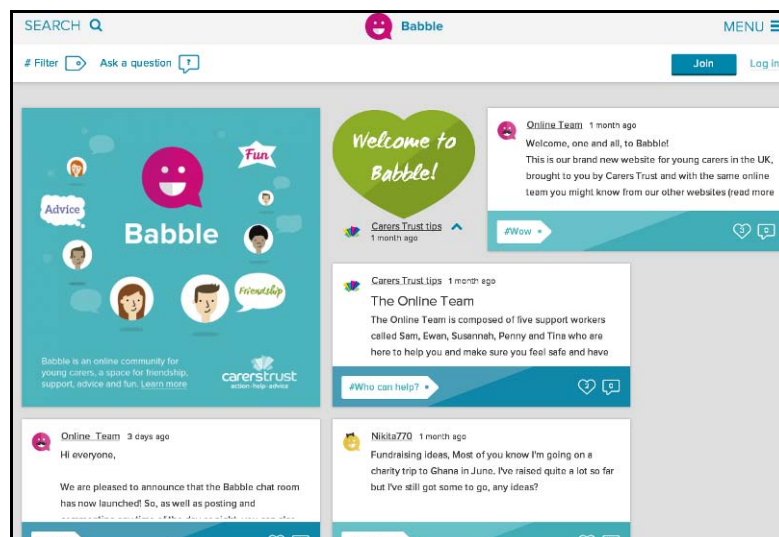 SEARCH
Babble
MENU
# Filter
Ask a question
?
Join
Log in
Fun
Advice
Babble
Friendship
Babble is an online community for
young carers, a space for friendship,
support, advice and fun. Learn more
carerstrust
action·help·advice
Welcome to
Babble!
Carers Trust tips
1 month ago
Online Team 1 month ago
Welcome, one and all, to Babble!
This is our brand new website for young carers in the UK,
brought to you by Carers Trust and with the same online
team you might know from our other websites (read more
#Wow
3
0
Carers Trust tips 1 month ago
The Online Team
The Online Team is composed of five support workers
called Sam, Ewan, Susannah, Penny and Tina who are
here to help you and make sure you feel safe and have
#Who can help?
0
Online Team 3 days ago
Hi everyone,
We are pleased to announce that the Babble chat room
has now launched! So, as well as posting and
Nikita770 1 month ago
Fundraising ideas, Most of you know I'm going on a
charity trip to Ghana in June. I've raised quite a lot so far
but I've still got some to go, any ideas?